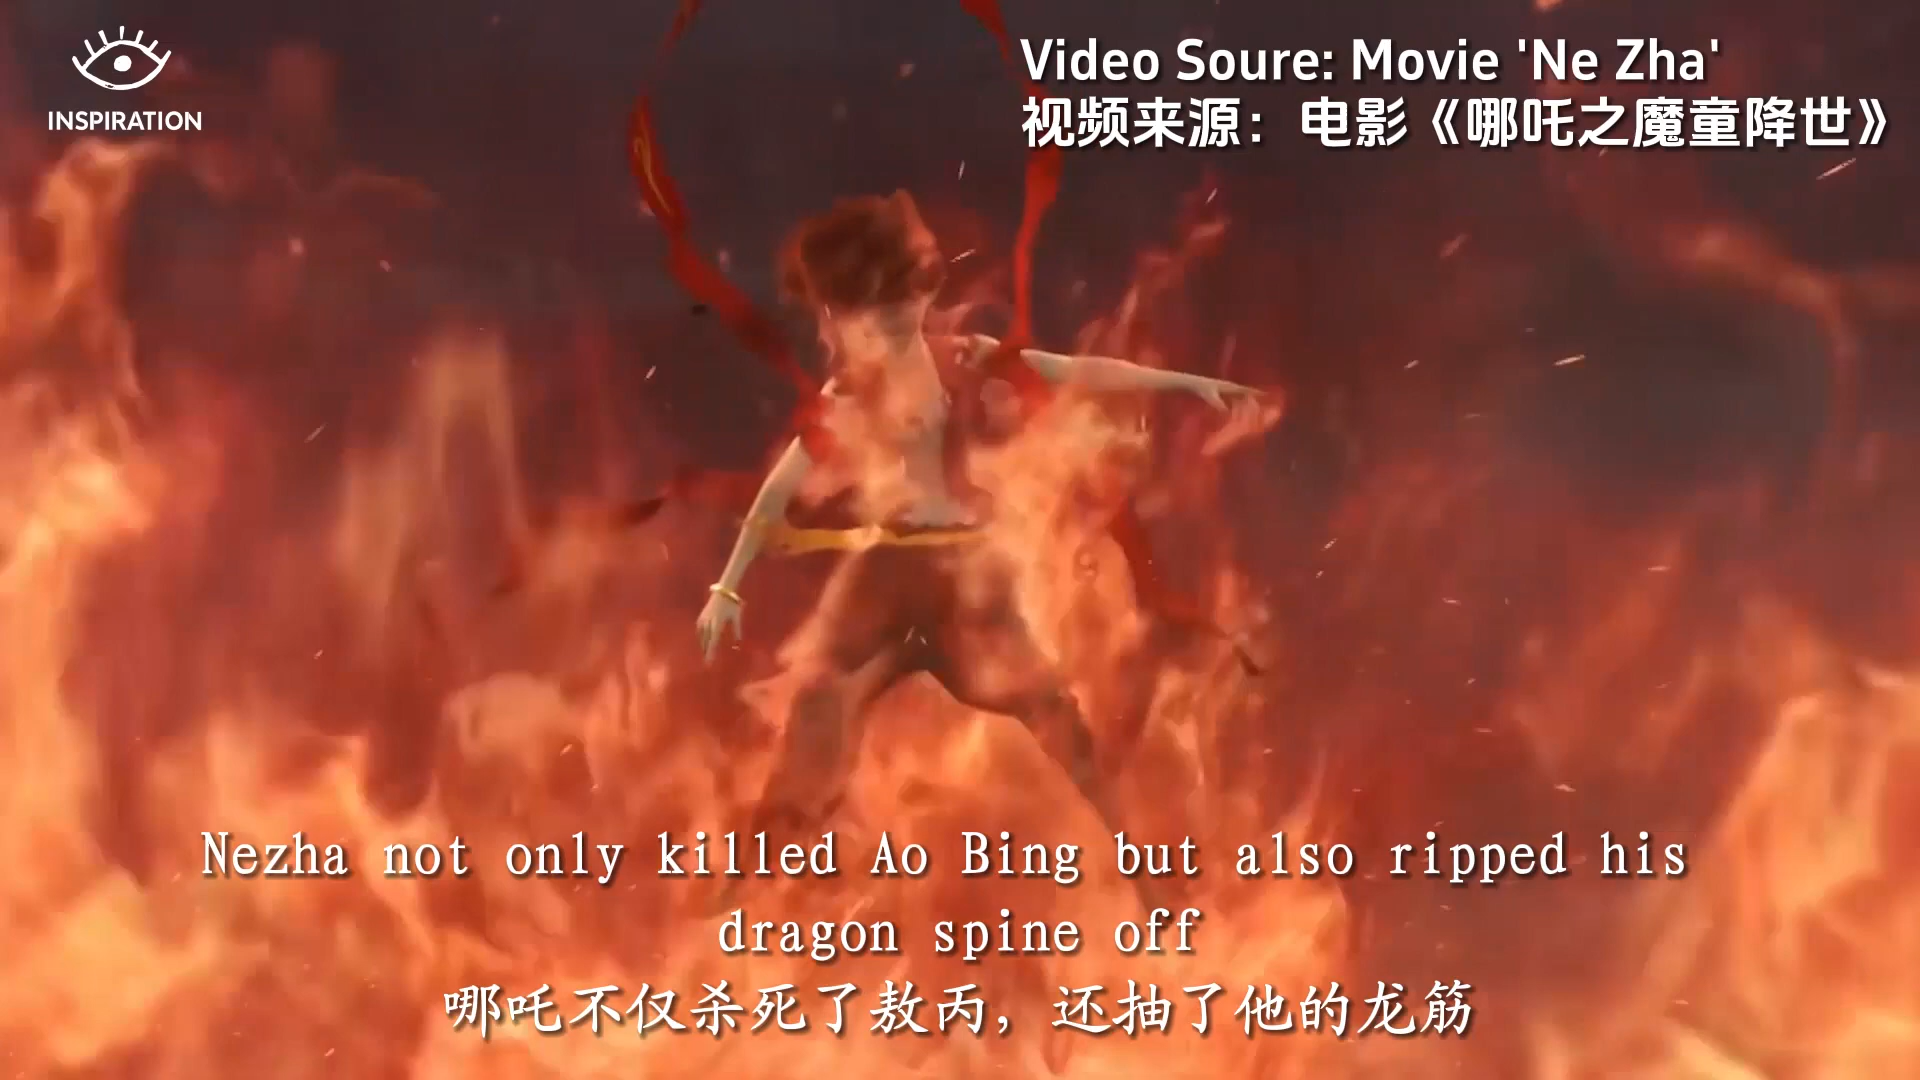 INSPIRATION
Video Soure: Movie 'Ne Zha'
视频来源：电影《哪吒之魔童降世》
Nezha not only killed Ao Bing but also ripped his
dragon spine off
哪吒不仅杀死了敖丙，还抽了他的龙筋